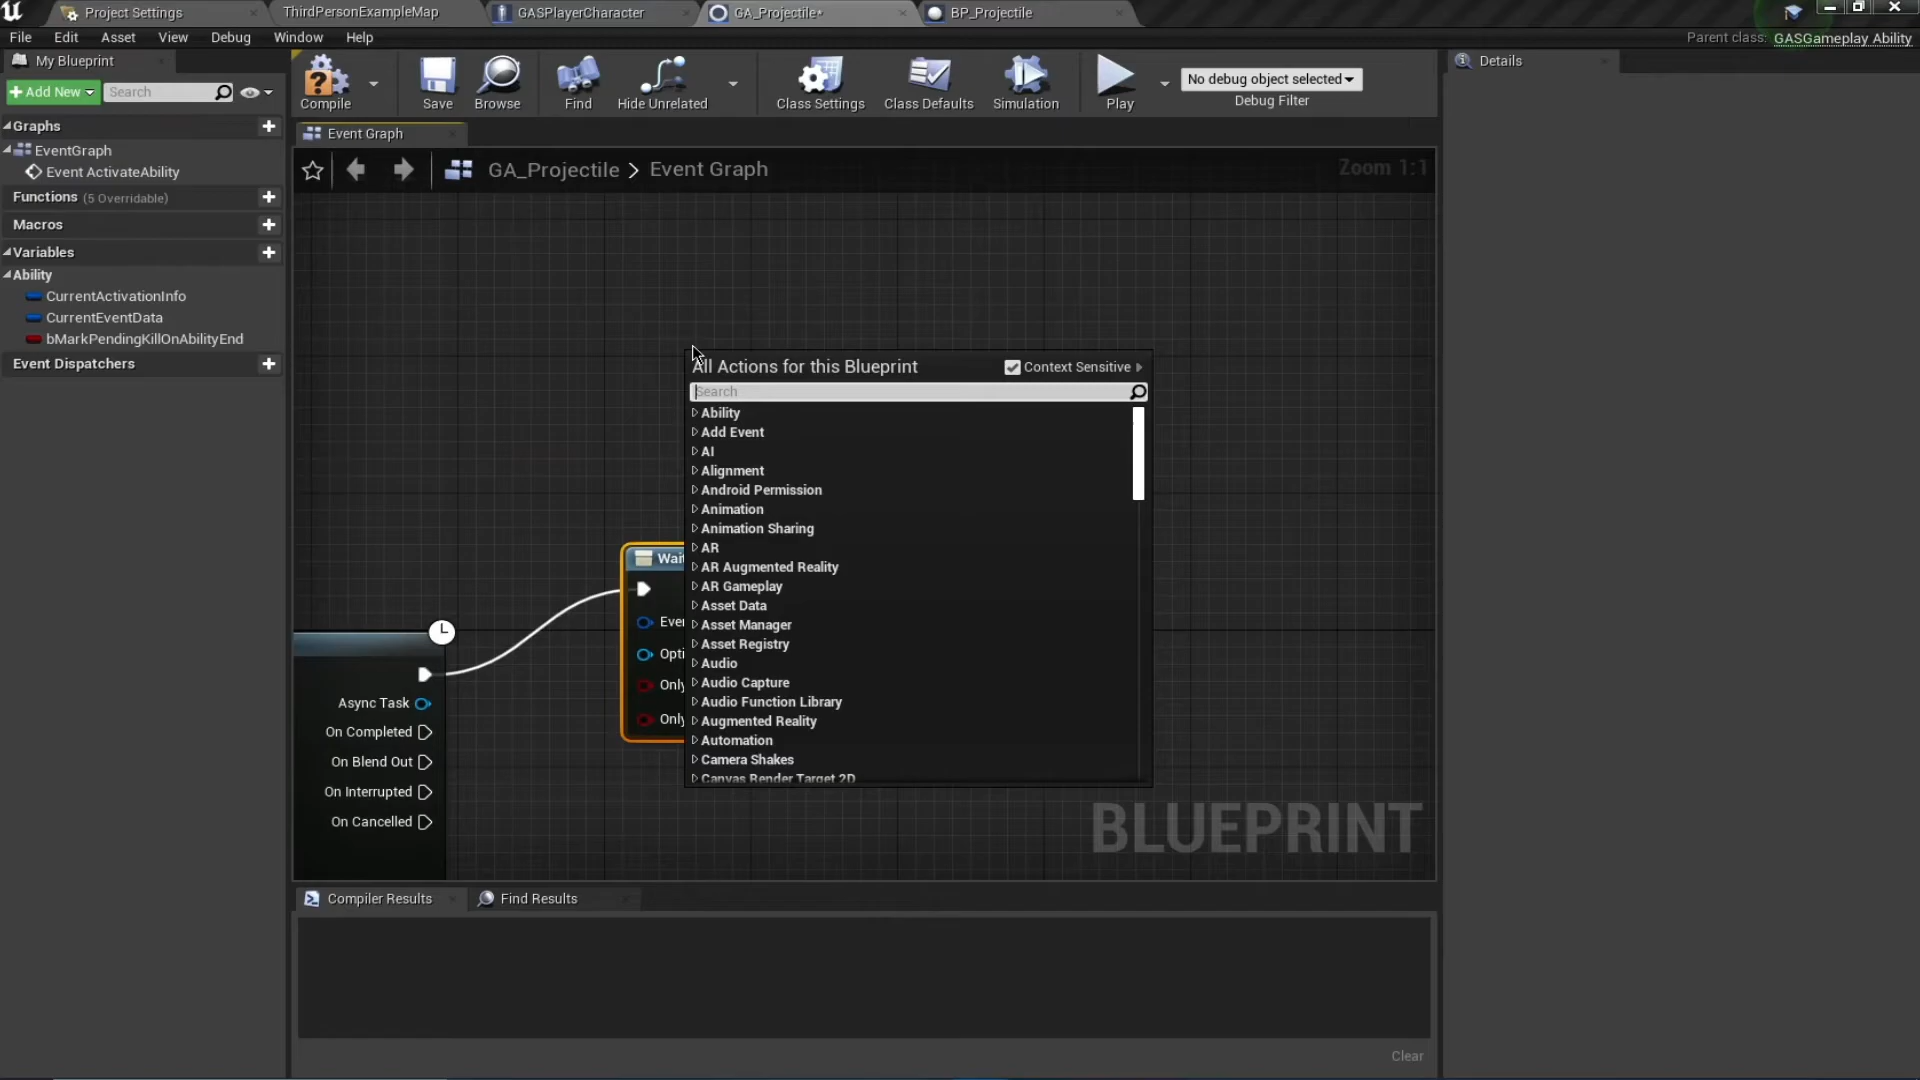 Project Settings
ThirdPersonExampleMap
GASPlayerCharacter
GA_Projectile*
BP_Projectile
File Edit Asset View Debug Window Help
Parent class: GASGameplay Ability
My Blueprint
Add New
Search
Compile
Save
Browse
Find
Hide Unrelated
Class Settings
Class Defaults
Simulation
Play
No debug object selected
Debug Filter
Details
Graphs
EventGraph
Event ActivateAbility
Functions (5 Overridable)
Macros
Variables
Ability
CurrentActivationInfo
CurrentEventData
bMarkPendingKillOnAbilityEnd
Event Dispatchers
Event Graph
GA_Projectile > Event Graph
Zoom 1:1
All Actions for this Blueprint
Context Sensitive
Search
Ability
Add Event
AI
Alignment
Android Permission
Animation
Animation Sharing
AR
AR Augmented Reality
AR Gameplay
Asset Data
Asset Manager
Asset Registry
Audio
Audio Capture
Audio Function Library
Augmented Reality
Automation
Camera Shakes
Canvas Render Target 2D
Wait
Even
Opti
Only
Only
Async Task
On Completed
On Blend Out
On Interrupted
On Cancelled
BLUEPRINT
Compiler Results
Find Results
Clear